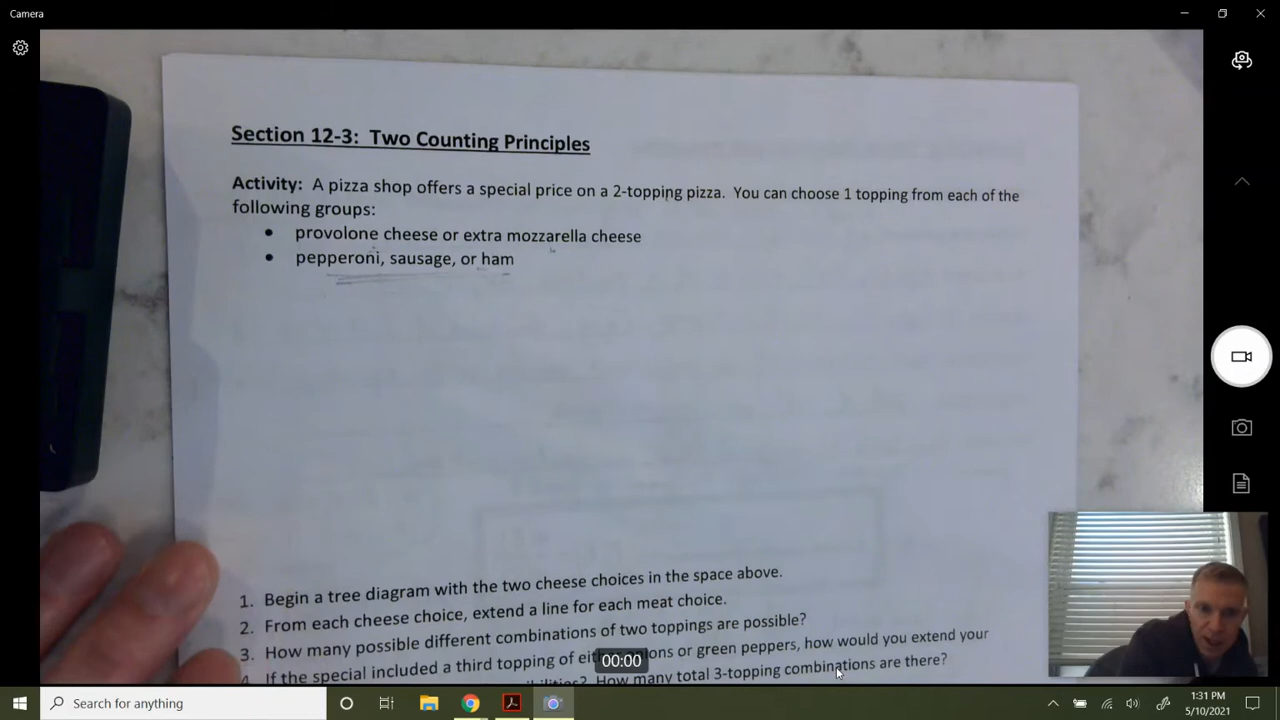 Camera
Section 12-3: Two Counting Principles
Activity: A pizza shop offers a special price on a 2-topping pizza. You can choose 1 topping from each of the
following groups:
• provolone cheese or extra mozzarella cheese
• pepperoni, sausage, or ham
1. Begin a tree diagram with the two cheese choices in the space above.
2. From each cheese choice, extend a line for each meat choice.
3. How many possible different combinations of two toppings are possible?
4. If the special included a third topping of either onions or green peppers, how would you extend your
How many total 3-topping combinations are there?
00:00
Search for anything
1:31 PM
5/10/2021